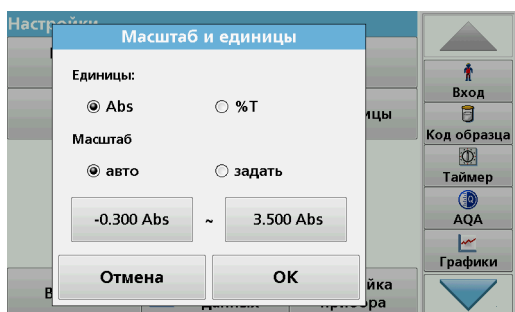 Настройки
Масштаб и единицы
Единицы:
Abs %T
Масштаб
авто задать
-0.300 Abs ~ 3.500 Abs
Отмена OK
Вход
Код образца
Таймер
AQA
Графики